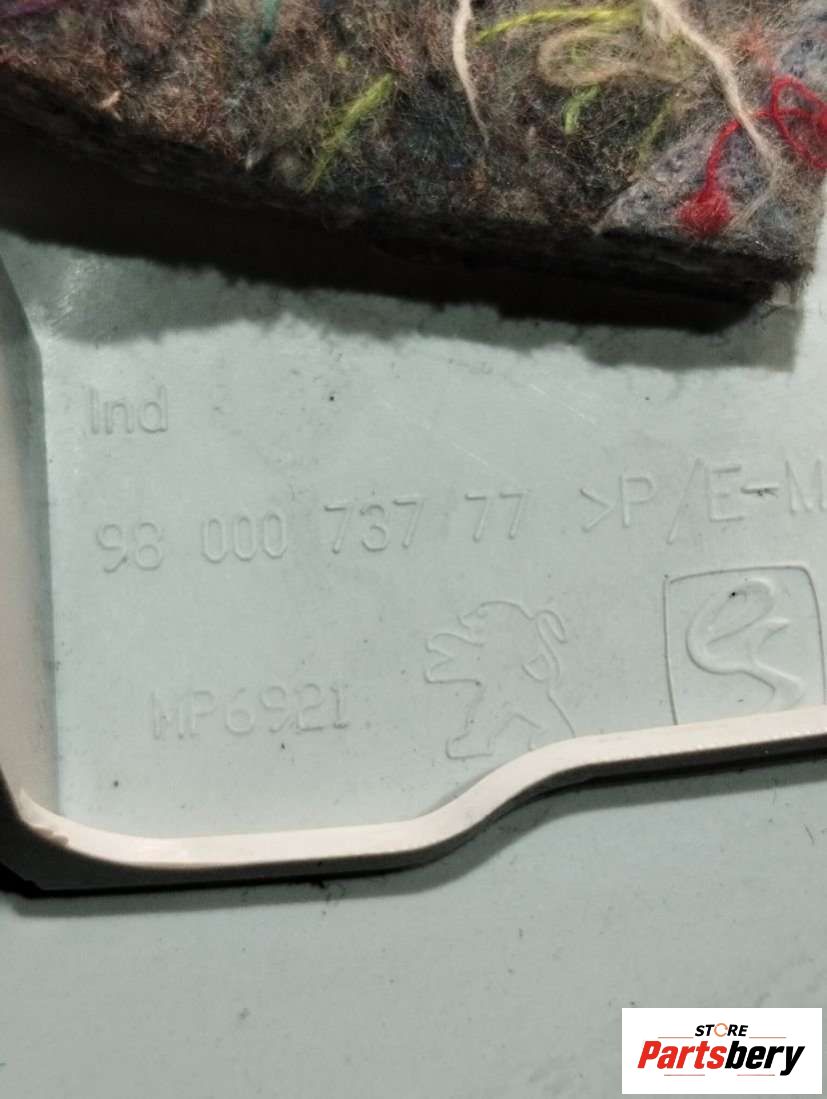 Ind
98 000 737 77 >P/E-M
MP6921
STORE
Partsbery